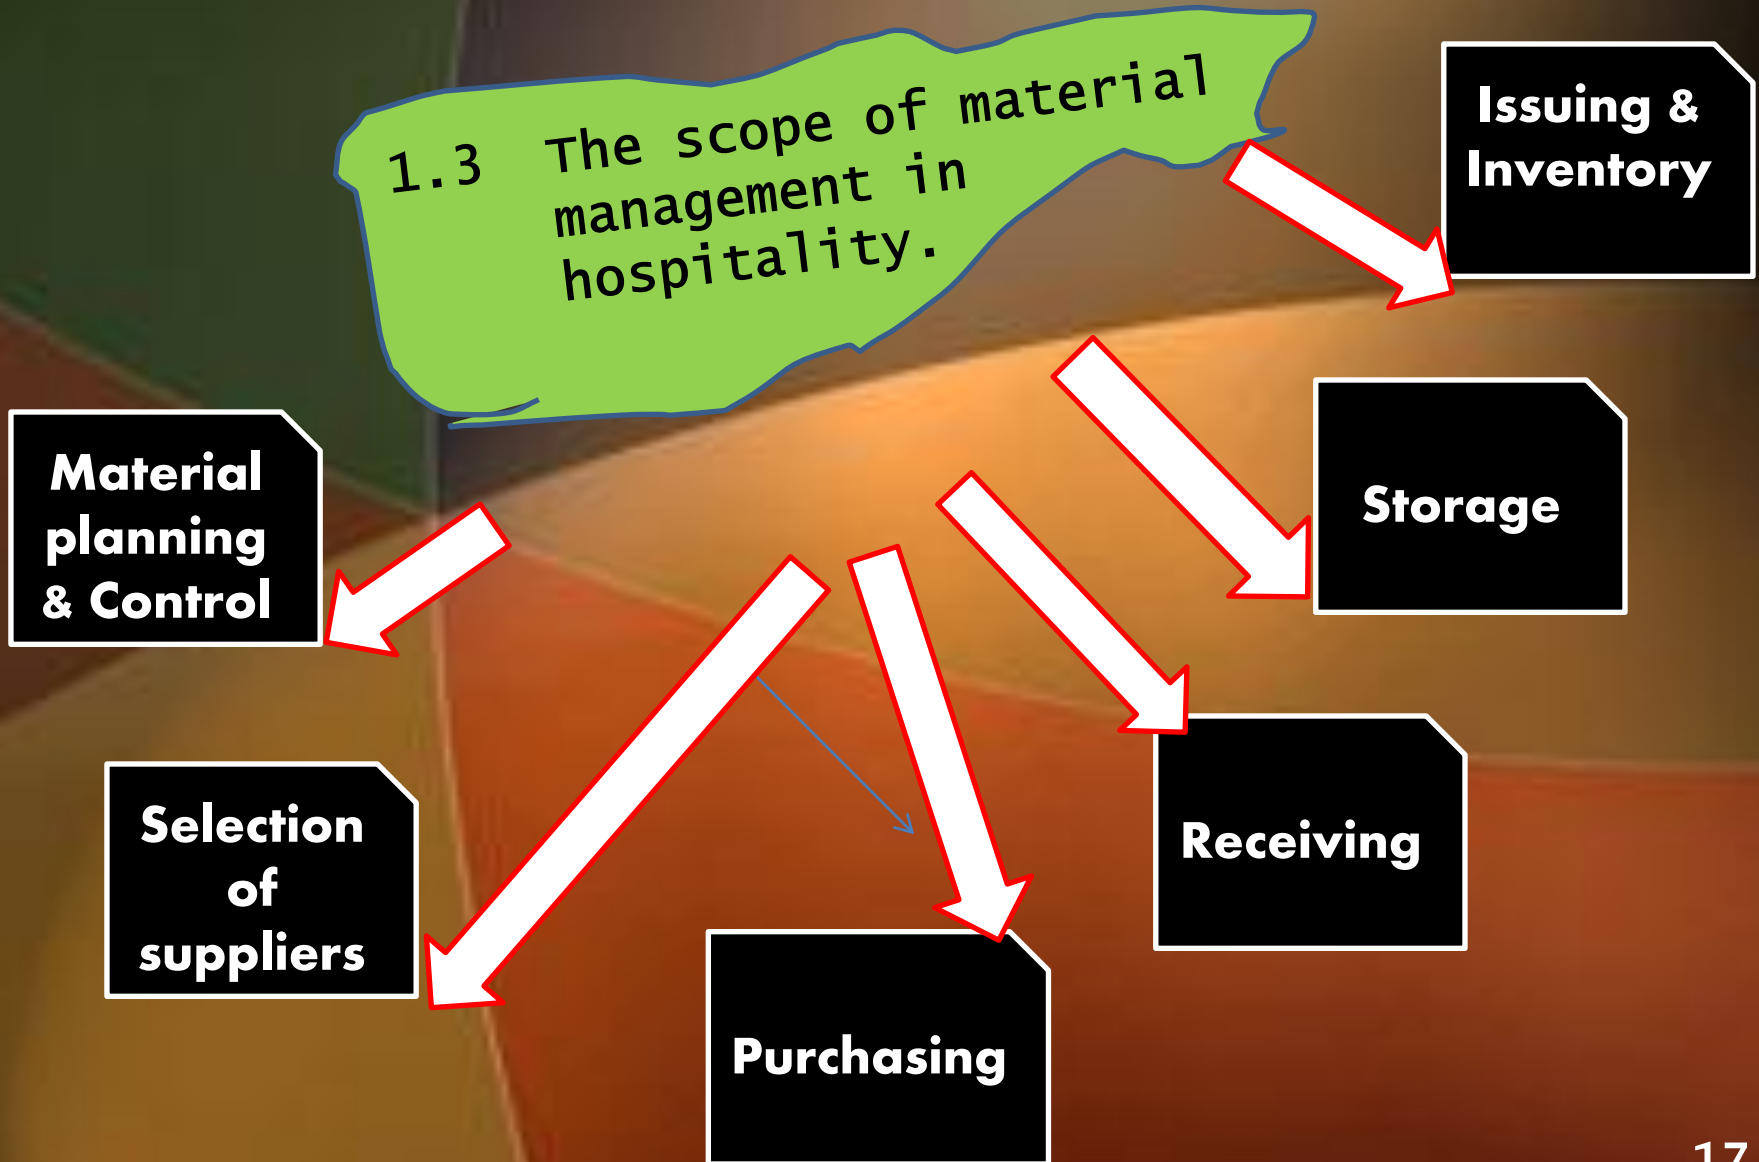 1.3 The scope of material
management in
hospitality.
Issuing &
Inventory
Storage
Material
planning
& Control
Receiving
Selection
of
suppliers
Purchasing
17